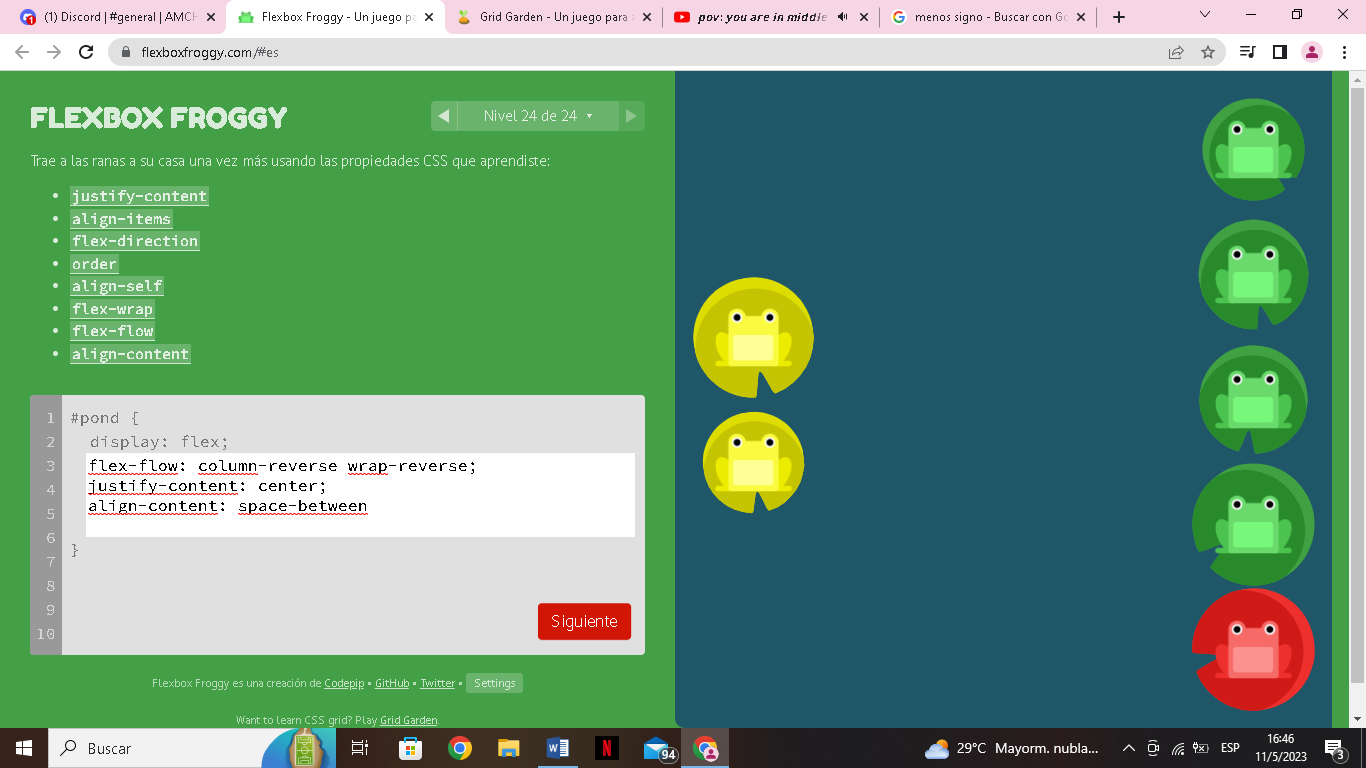 (1) Discord | #general | AMCH
Flexbox Froggy - Un juego pa
Grid Garden - Un juego para
pov: you are in middle
menos signo - Buscar con Go
flexboxfroggy.com/#es
FLEXBOX FROGGY
Nivel 24 de 24
Trae a las ranas a su casa una vez más usando las propiedades CSS que aprendiste:
justify-content
align-items
flex-direction
order
align-self
flex-wrap
flex-flow
align-content
1 #pond {
2 display: flex;
3 flex-flow: column-reverse wrap-reverse;
4 justify-content: center;
5 align-content: space-between
6
7 }
8
9
10
Siguiente
Flexbox Froggy es una creación de Codepip • GitHub • Twitter • Settings
Want to learn CSS grid? Play Grid Garden.
Buscar
94
29°C Mayorm. nubla...
ESP
16:46
11/5/2023
3